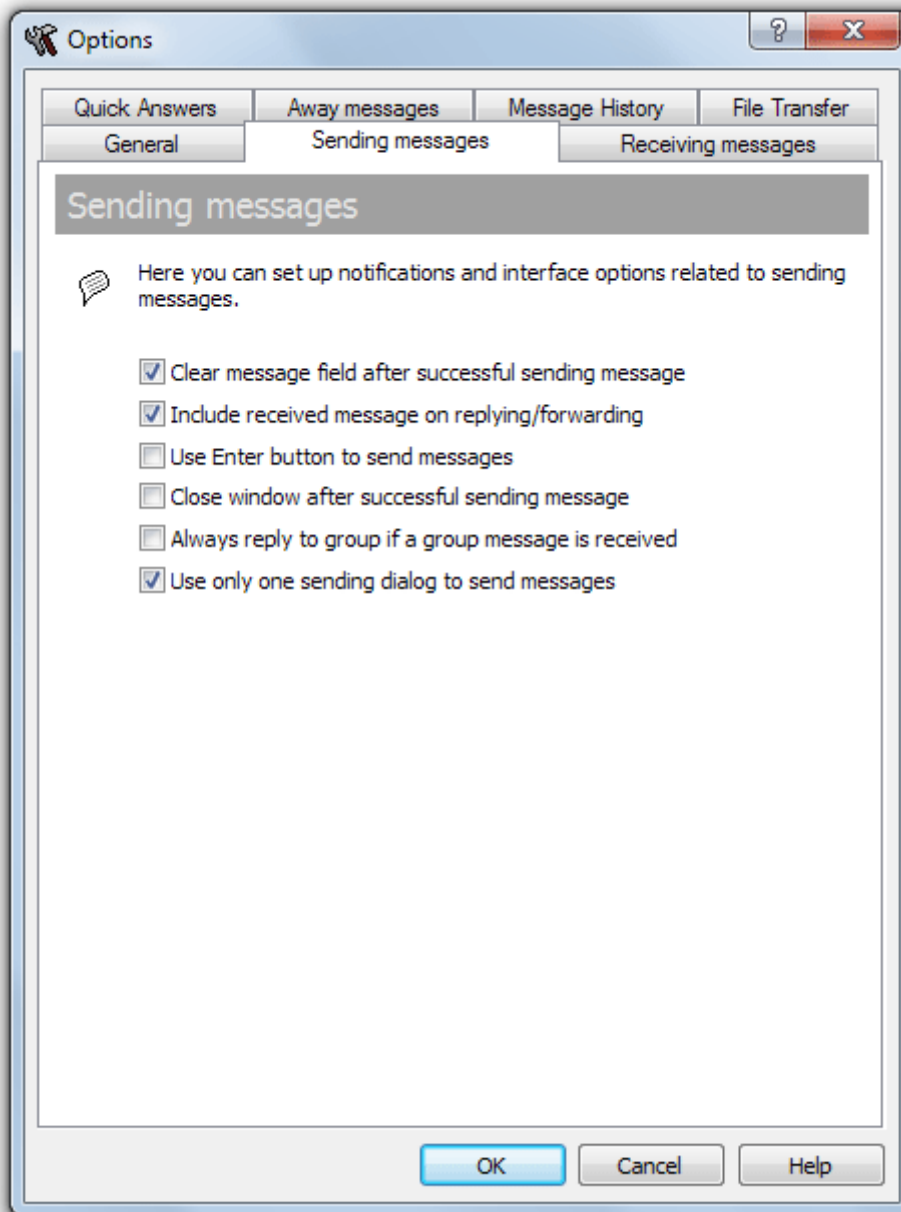 Options
Quick Answers Away messages Message History File Transfer
General Sending messages Receiving messages
Sending messages
Here you can set up notifications and interface options related to sending
messages.
Clear message field after successful sending message
Include received message on replying/forwarding
Use Enter button to send messages
Close window after successful sending message
Always reply to group if a group message is received
Use only one sending dialog to send messages
OK Cancel Help